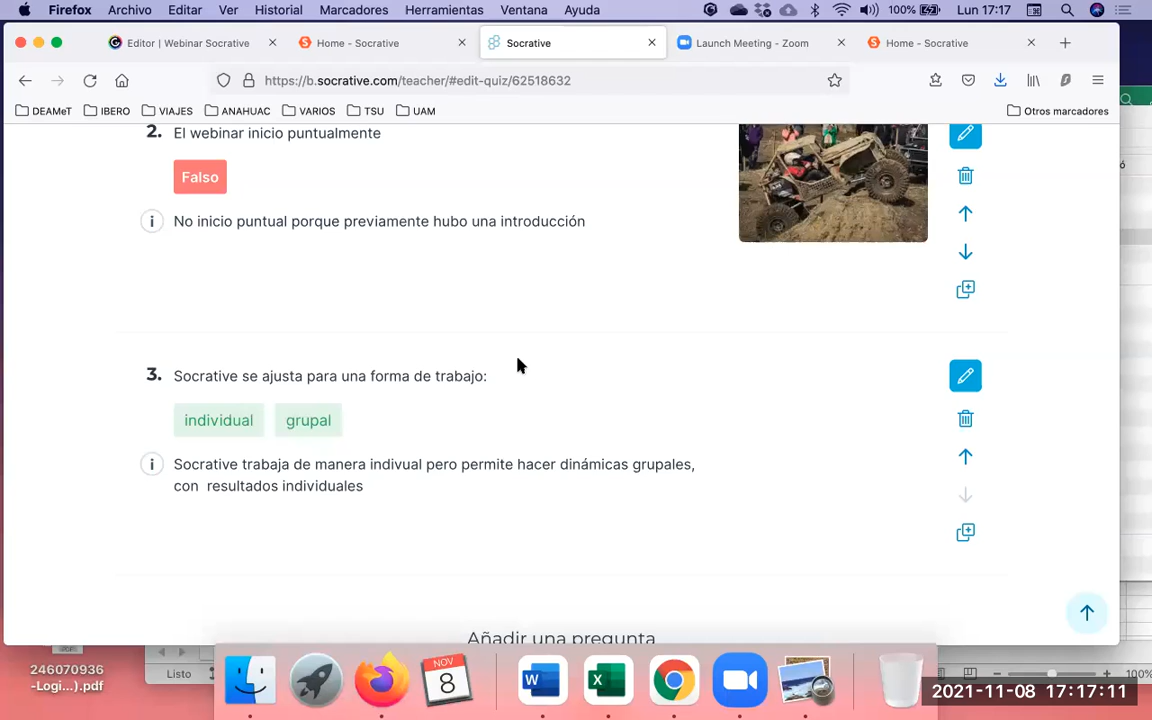 Firefox Archivo Editar Ver Historial Marcadores Herramientas Ventana Ayuda 100% Lun 17:17
Editor | Webinar Socrative Home - Socrative Socrative Launch Meeting - Zoom Home - Socrative
https://b.socrative.com/teacher/#edit-quiz/62518632
DEAMeT IBERO VIAJES ANAHUAC VARIOS TSU UAM Otros marcadores
2. El webinar inicio puntualmente
Falso
i No inicio puntual porque previamente hubo una introducción
3. Socrative se ajusta para una forma de trabajo:
individual grupal
i Socrative trabaja de manera indivual pero permite hacer dinámicas grupales,
con resultados individuales
Añadir una pregunta
246070936
-Logi...).pdf
Listo
100%
NOV
8
2021-11-08 17:17:11